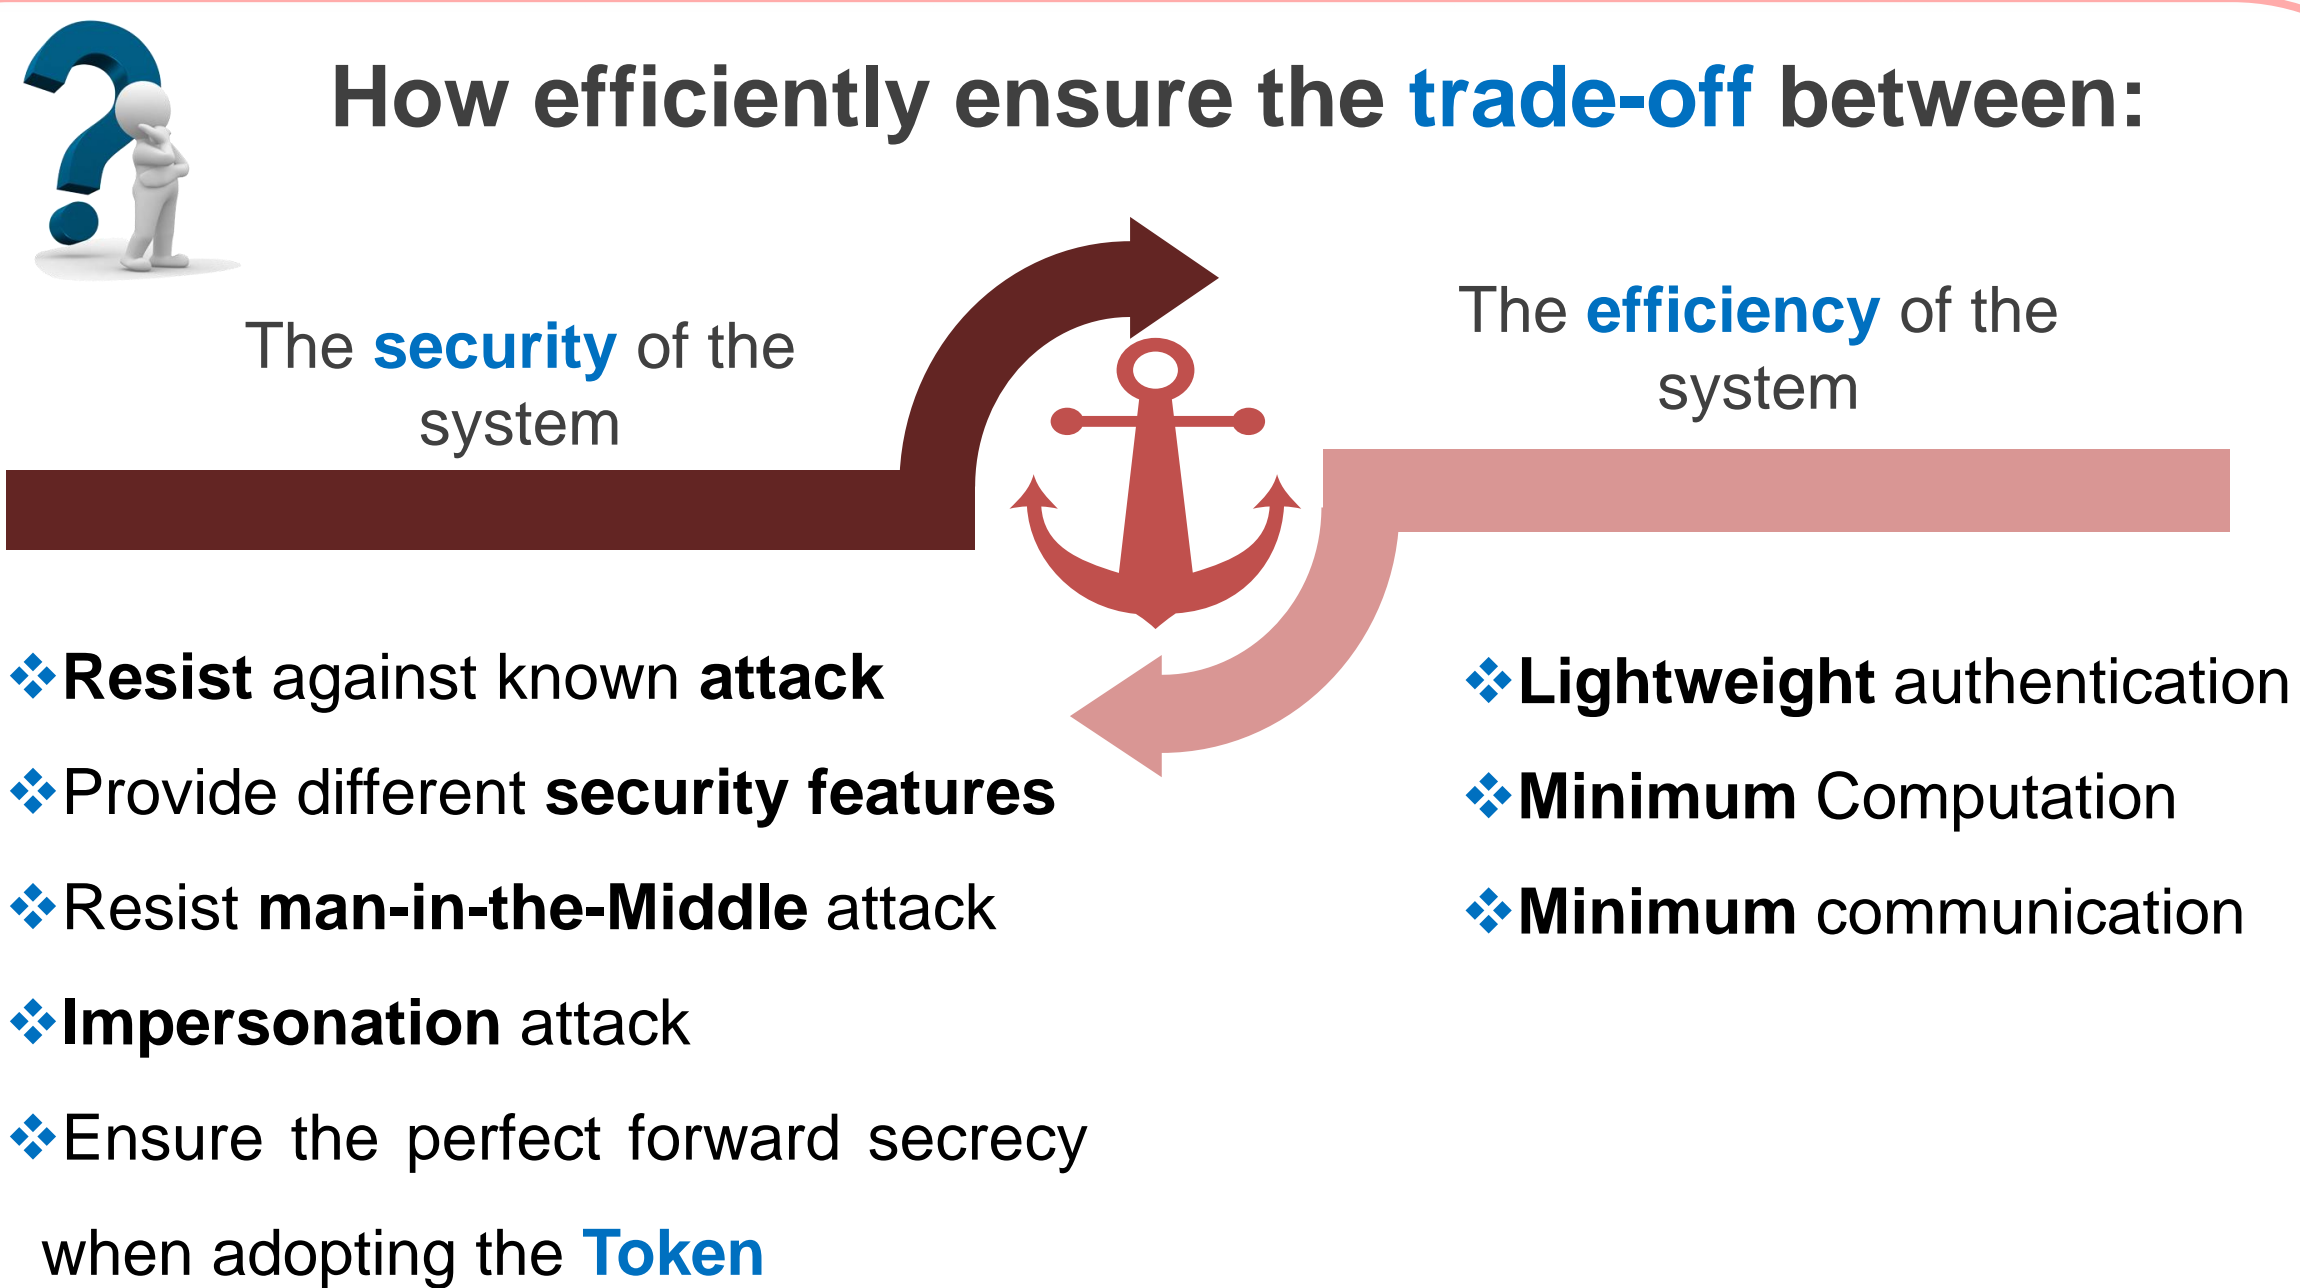 How efficiently ensure the trade-off between:
The security of the
system
❖Resist against known attack
❖Provide different security features
❖Resist man-in-the-Middle attack
❖Impersonation attack
❖Ensure the perfect forward secrecy
when adopting the Token
The efficiency of the
system
❖Lightweight authentication
❖Minimum Computation
❖Minimum communication